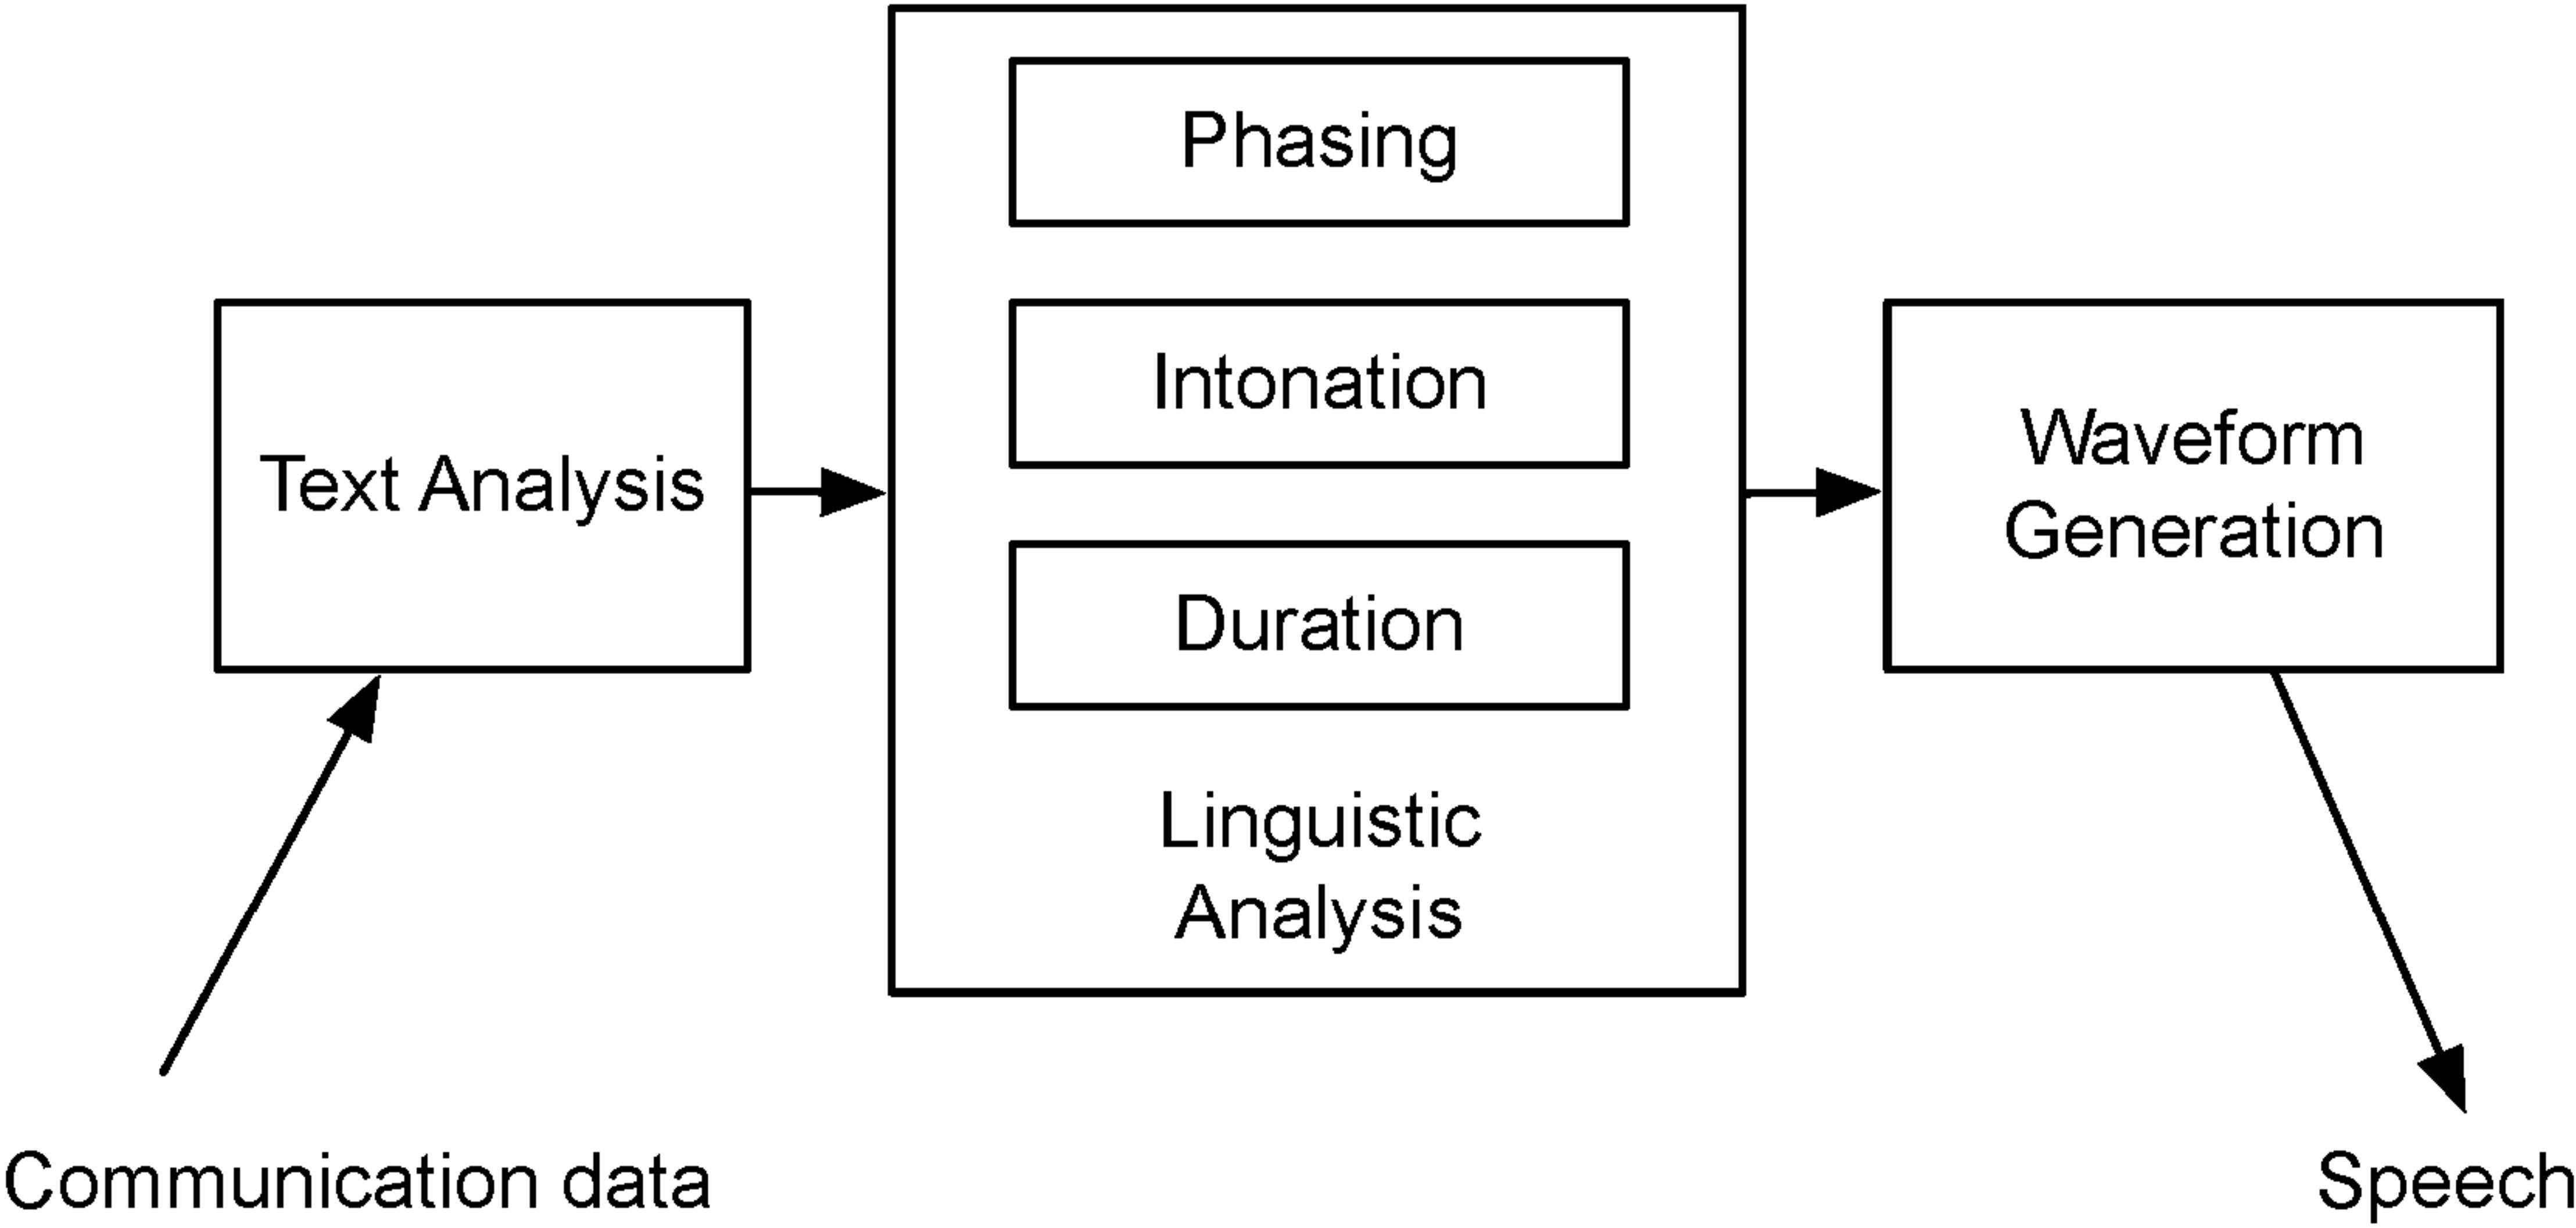 Phasing
Intonation
Duration
Linguistic
Analysis
Text Analysis
Waveform
Generation
Communication data
Speech